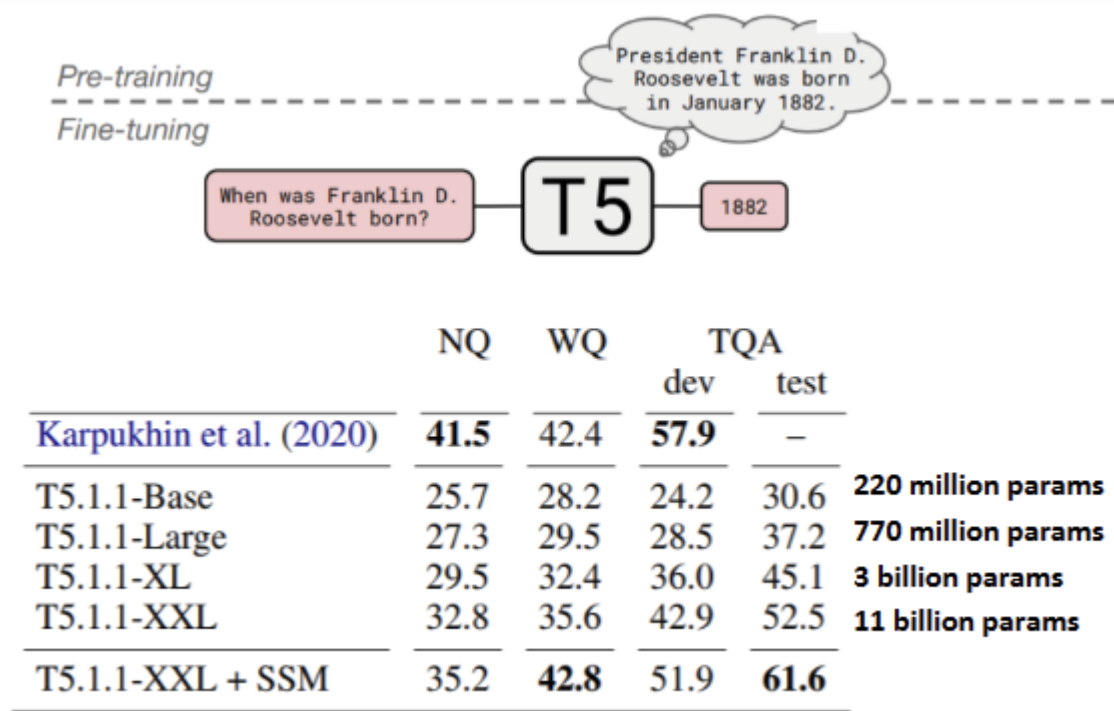 Pre-training
Fine-tuning
President Franklin D.
Roosevelt was born
in January 1882.
When was Franklin D.
Roosevelt born?
T5
1882
NQ WQ TQA
dev test
Karpukhin et al. (2020) 41.5 42.4 57.9 –
T5.1.1-Base 25.7 28.2 24.2 30.6 220 million params
T5.1.1-Large 27.3 29.5 28.5 37.2 770 million params
T5.1.1-XL 29.5 32.4 36.0 45.1 3 billion params
T5.1.1-XXL 32.8 35.6 42.9 52.5 11 billion params
T5.1.1-XXL + SSM 35.2 42.8 51.9 61.6